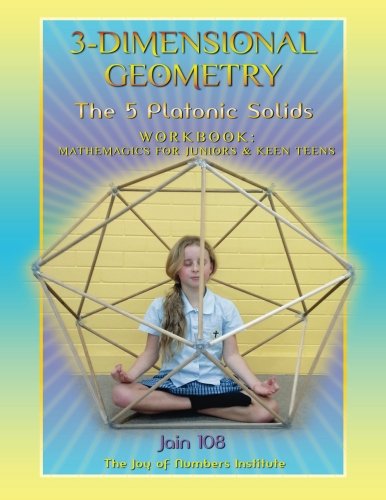 3-DIMENSIONAL
GEOMETRY
The 5 Platonic Solids
WORKBOOK:
MATHEMAGICS FOR JUNIORS & KEEN TEENS
Jain 108
The Joy of Numbers Institute